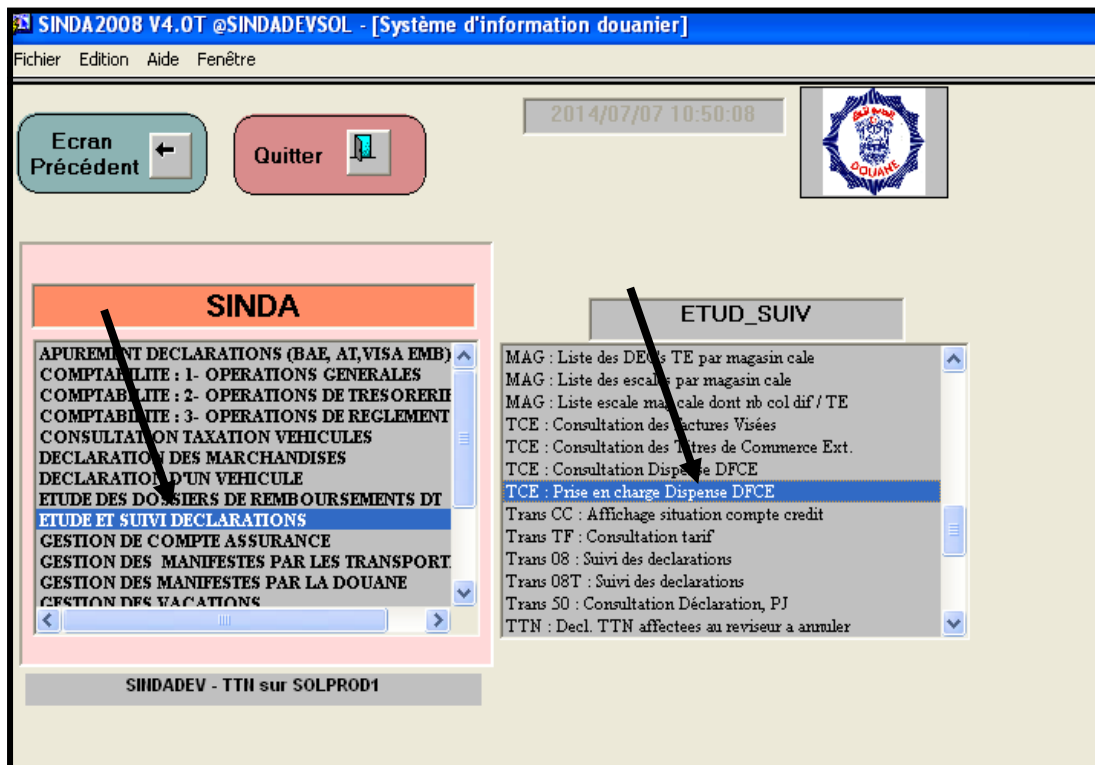 SINDA2008 V4.0T @SINDADEVSOL - [Système d'information douanier]
Fichier Edition Aide Fenêtre
2014/07/07 10:50:08
Ecran
Précédent
Quitter
DOUANE
SINDA
APUREMENT DECLARATIONS (BAE, AT,VISA EMB)
COMPTABILITE : 1- OPERATIONS GENERALES
COMPTABILITE : 2- OPERATIONS DE TRESORERIE
COMPTABILITE : 3- OPERATIONS DE REGLEMENT
CONSULTATION TAXATION VEHICULES
DECLARATION DES MARCHANDISES
DECLARATION D'UN VEHICULE
ETUDE DES DOSSIERS DE REMBOURSEMENTS DT
ETUDE ET SUIVI DECLARATIONS
GESTION DE COMPTE ASSURANCE
GESTION DES MANIFESTES PAR LES TRANSPORT
GESTION DES MANIFESTES PAR LA DOUANE
GESTION DES VACATIONS
SINDADEV - TTN sur SOLPROD1
ETUD_SUIV
MAG : Liste des DEC's TE par magasin cale
MAG : Liste des escales par magasin cale
MAG : Liste escale mag cale dont nb col dif / TE
TCE : Consultation des factures Visées
TCE : Consultation des Titres de Commerce Ext.
TCE : Consultation Dispense DFCE
TCE : Prise en charge Dispense DFCE
Trans CC : Affichage situation compte credit
Trans TF : Consultation tarif
Trans 08 : Suivi des declarations
Trans 08T : Suivi des declarations
Trans 50 : Consultation Déclaration, PJ
TTN : Decl. TTN affectees au reviseur a annuler